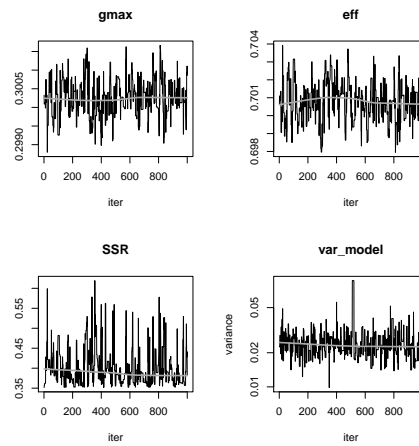 gmax
0.2990
0.3005
0 200 400 600 800
iter
eff
0.698
0.701
0.704
0 200 400 600 800
iter
SSR
0.35
0.45
0.55
0 200 400 600 800
iter
var_model
variance
0.01
0.02
0.05
0 200 400 600 800
iter